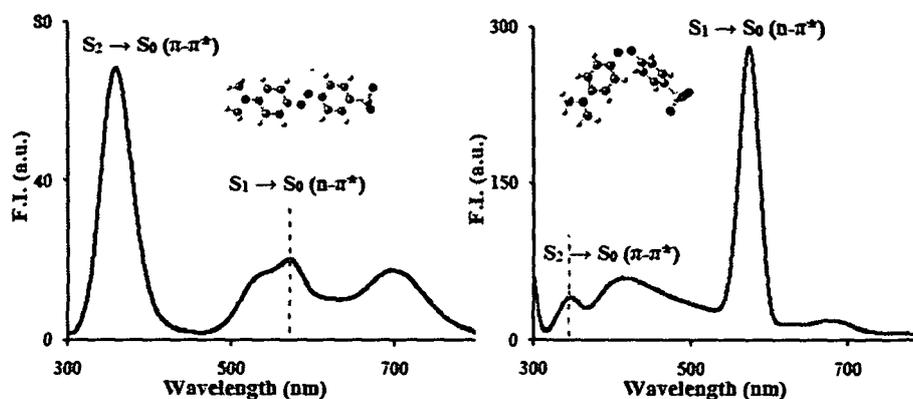 80
S₂ → S₀ (π-π*)
40
F.I. (a.u.)
S₁ → S₀ (n-π*)
0
300
500
700
Wavelength (nm)
S₁ → S₀ (n-π*)
300
F.I. (a.u.)
150
S₂ → S₀ (π-π*)
0
300
500
700
Wavelength (nm)